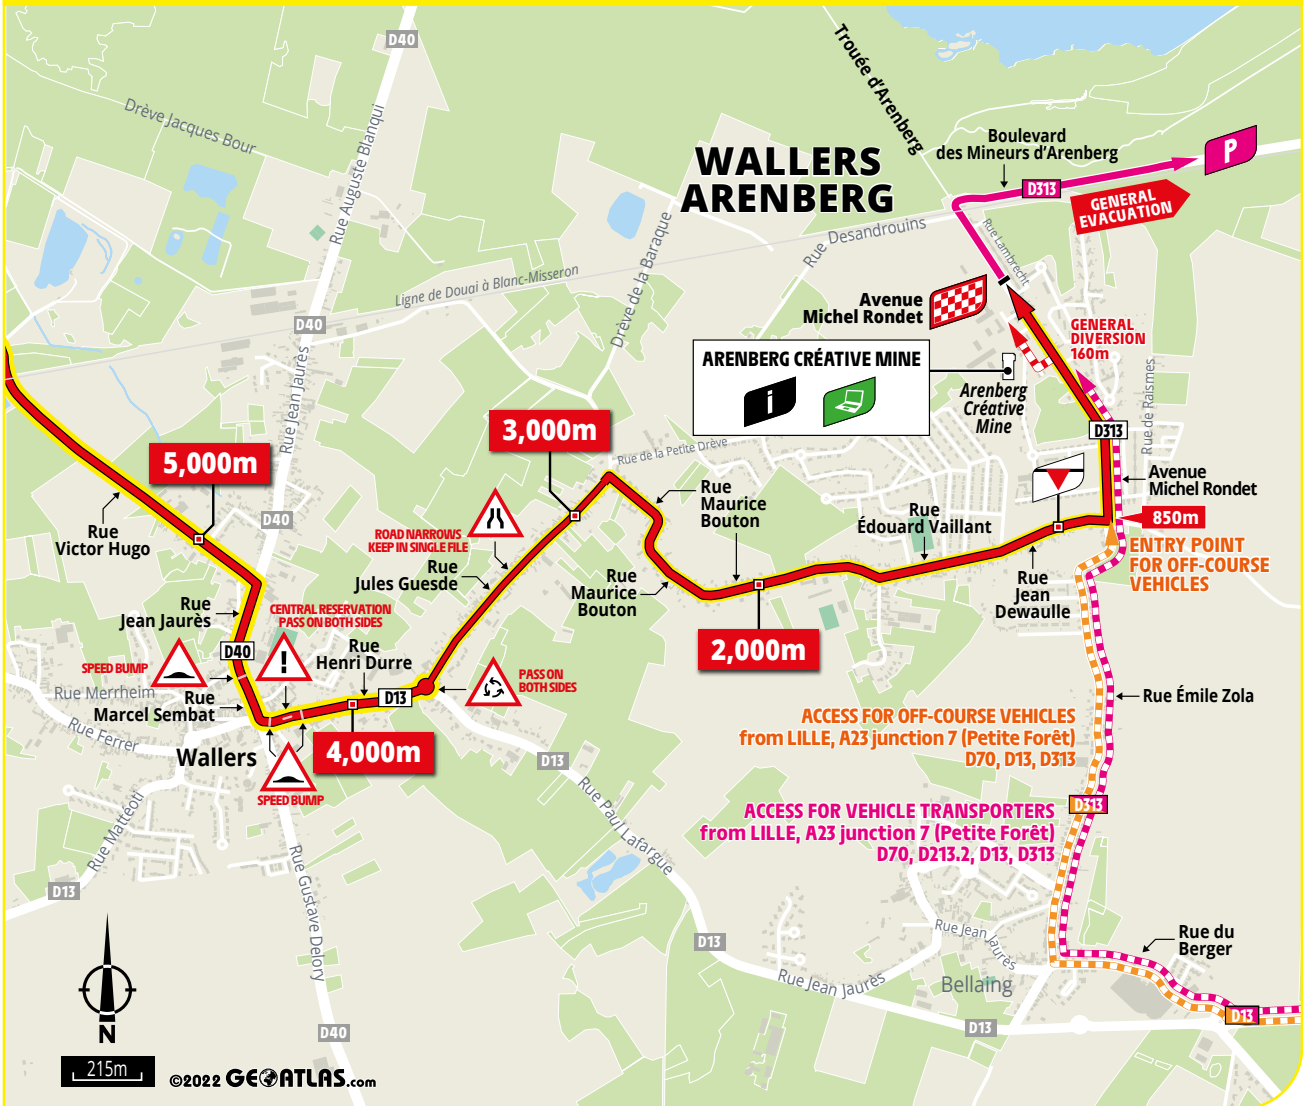 D40
Trouée d'Arenberg
Drève Jacques Bour
Rue Auguste Blanqui
WALLERS
ARENBERG
Boulevard
des Mineurs d'Arenberg
P
D313
GENERAL
EVACUATION
Rue Desandrouins
Rue Lambrecht
Drève de la Baraque
Ligne de Douai à Blanc-Misseron
D40
Avenue
Michel Rondet
GENERAL
DIVERSION
160m
ARENBERG CRÉATIVE MINE
i
Arenberg
Créative
Mine
Rue de Raismes
Rue Jean Jaurès
3,000m
5,000m
D313
Rue de la Petite Drève
Avenue
Michel Rondet
850m
Rue
Maurice
Bouton
Rue
Édouard Vaillant
D40
Rue
Victor Hugo
ROAD NARROWS
KEEP IN SINGLE FILE
Rue
Jules Guesde
ENTRY POINT
FOR OFF-COURSE
VEHICLES
Rue
Maurice
Bouton
Rue
Jean
Dewaulle
Rue
Jean Jaurès
CENTRAL RESERVATION
PASS ON BOTH SIDES
!
D40
Rue
Henri Durre
2,000m
SPEED BUMP
PASS ON
BOTH SIDES
Rue Merrheim
Rue
Marcel Sembat
D13
Rue Émile Zola
Rue Ferrer
Wallers
4,000m
ACCESS FOR OFF-COURSE VEHICLES
from LILLE, A23 junction 7 (Petite Forêt)
D70, D13, D313
D13
SPEED BUMP
Rue Mattéoti
Rue Paul Lafargue
D313
ACCESS FOR VEHICLE TRANSPORTERS
from LILLE, A23 junction 7 (Petite Forêt)
D70, D213.2, D13, D313
D13
Rue Gustave Delory
D13
Rue Jean Jaurès
Rue du
Berger
Rue Jean Jaurès
Bellaing
D13
D13
D40
N
215m
©2022 GEOATLAS.com